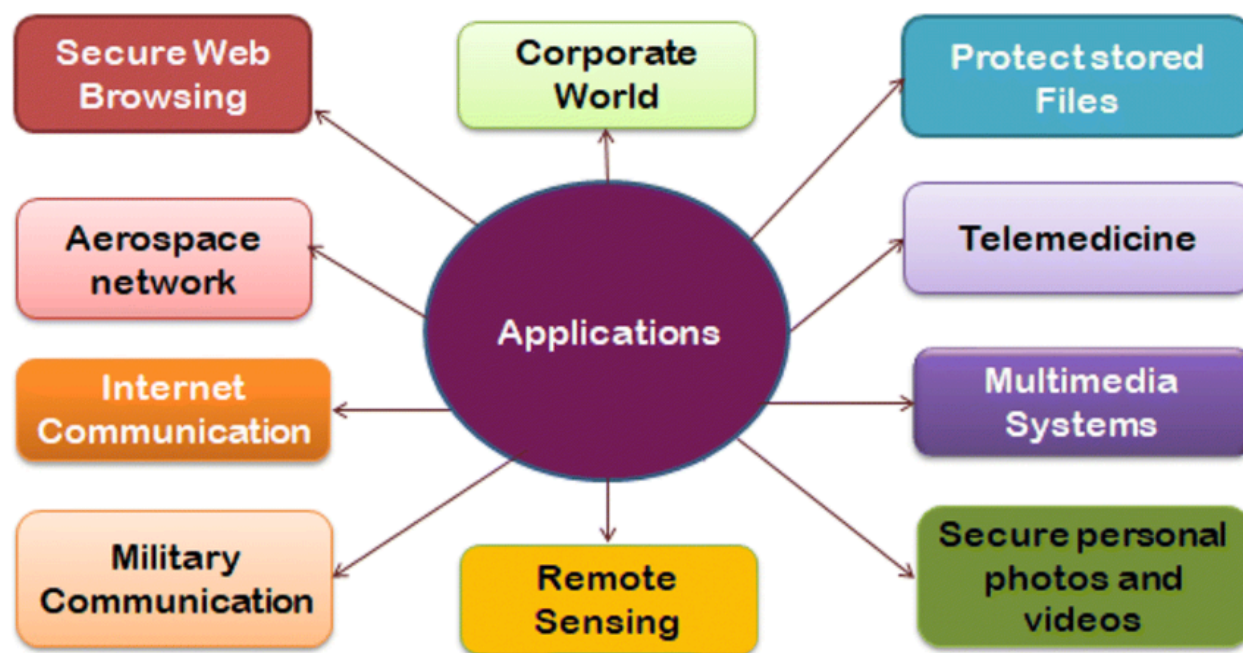 Secure Web
Browsing
Corporate
World
Protect stored
Files
Aerospace
network
Telemedicine
Applications
Internet
Communication
Multimedia
Systems
Military
Communication
Remote
Sensing
Secure personal
photos and
videos